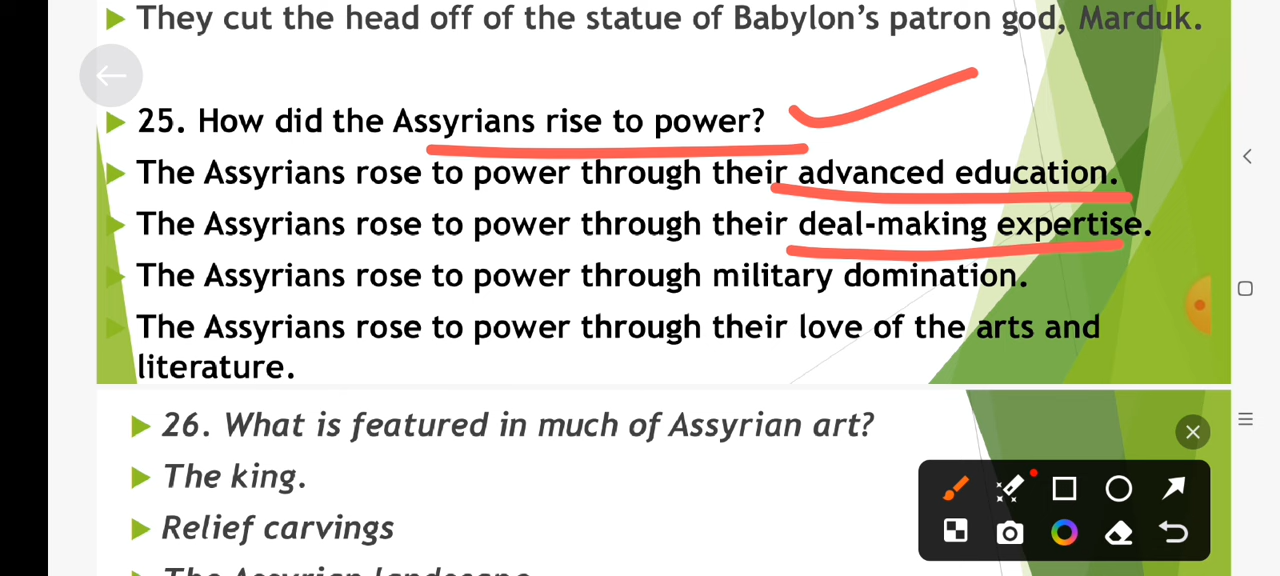 They cut the head off of the statue of Babylon’s patron god, Marduk.
25. How did the Assyrians rise to power?
The Assyrians rose to power through their advanced education.
The Assyrians rose to power through their deal-making expertise.
The Assyrians rose to power through military domination.
The Assyrians rose to power through their love of the arts and
literature.
26. What is featured in much of Assyrian art?
The king.
Relief carvings
The Assyrian landscape